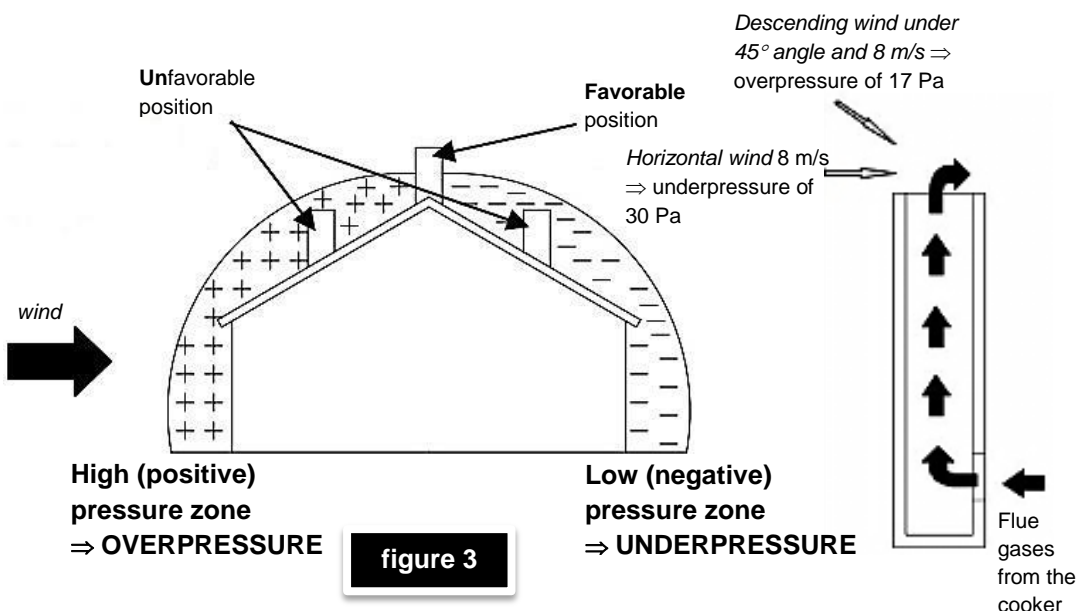 Descending wind under
45° angle and 8 m/s ⇒
overpressure of 17 Pa
Unfavorable
position
Favorable
position
Horizontal wind 8 m/s
⇒ underpressure of
30 Pa
wind
High (positive)
pressure zone
⇒ OVERPRESSURE
Low (negative)
pressure zone
⇒ UNDERPRESSURE
figure 3
Flue
gases
from the
cooker